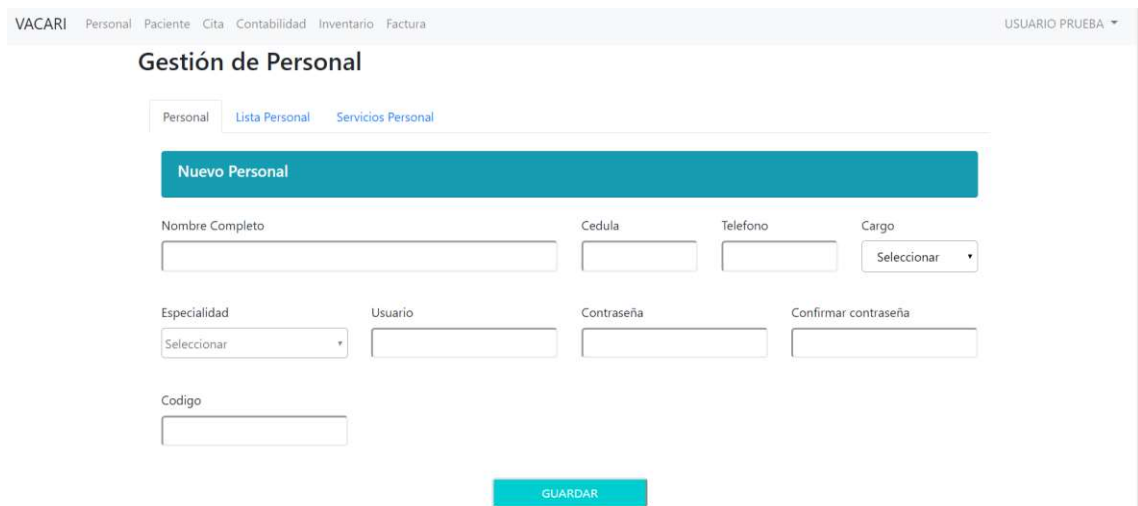 VACARI Personal Paciente Cita Contabilidad Inventario Factura USUARIO PRUEBA
Gestión de Personal
Personal Lista Personal Servicios Personal
Nuevo Personal
Nombre Completo Cedula Telefono Cargo
Seleccionar
Especialidad Usuario Contraseña Confirmar contraseña
Seleccionar
Codigo
GUARDAR